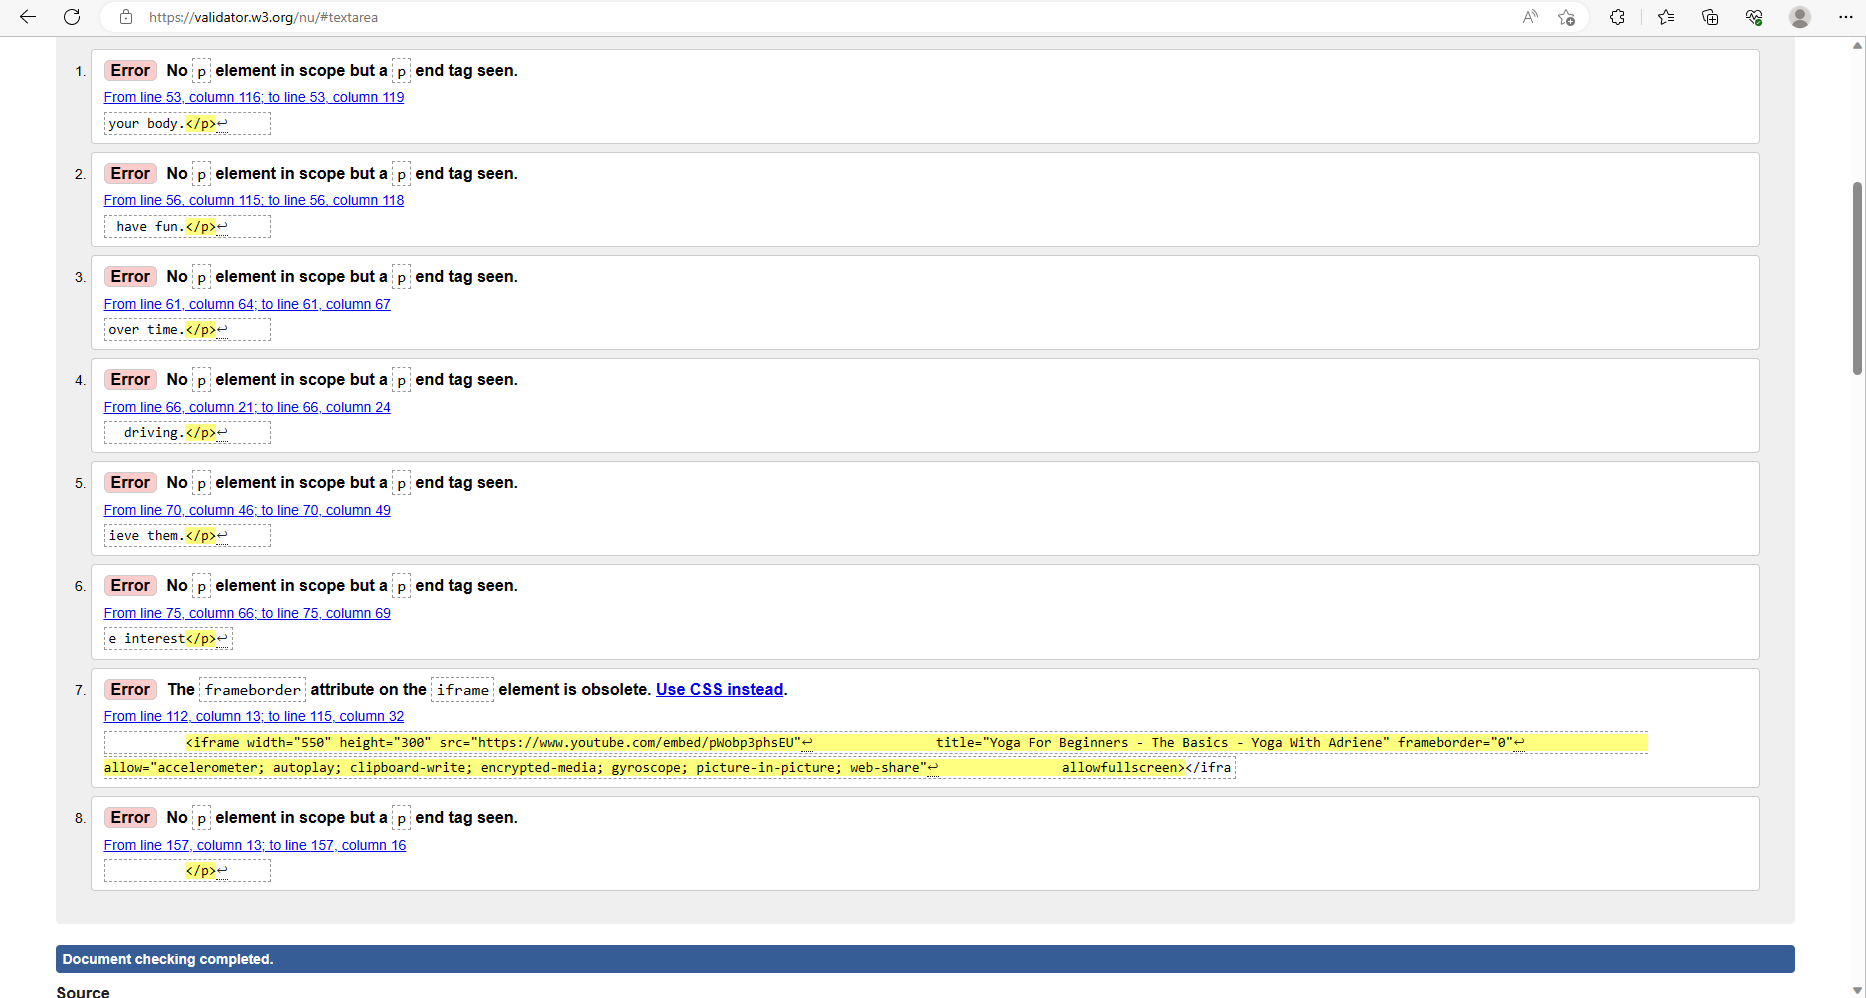 https://validator.w3.org/nu/#textarea
1. Error No p element in scope but a p end tag seen.
From line 53, column 116; to line 53, column 119
your body.</p>↩
2. Error No p element in scope but a p end tag seen.
From line 56, column 115; to line 56, column 118
have fun.</p>↩
3. Error No p element in scope but a p end tag seen.
From line 61, column 64; to line 61, column 67
over time.</p>↩
4. Error No p element in scope but a p end tag seen.
From line 66, column 21; to line 66, column 24
driving.</p>↩
5. Error No p element in scope but a p end tag seen.
From line 70, column 46; to line 70, column 49
ieve them.</p>↩
6. Error No p element in scope but a p end tag seen.
From line 75, column 66; to line 75, column 69
e interest</p>↩
7. Error The frameborder attribute on the iframe element is obsolete. Use CSS instead.
From line 112, column 13; to line 115, column 32
<iframe width="550" height="300" src="https://www.youtube.com/embed/pWobp3phsEU"↩ title="Yoga For Beginners - The Basics - Yoga With Adriene" frameborder="0"↩
allow="accelerometer; autoplay; clipboard-write; encrypted-media; gyroscope; picture-in-picture; web-share"↩ allowfullscreen></ifra
8. Error No p element in scope but a p end tag seen.
From line 157, column 13; to line 157, column 16
</p>↩
Document checking completed.
Source